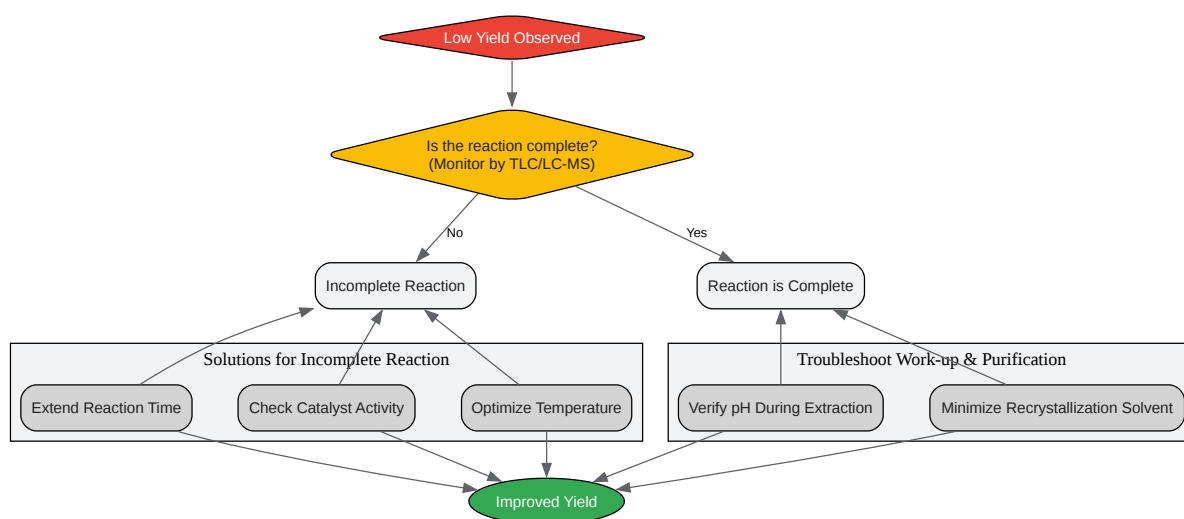 Low Yield Observed
Is the reaction complete?
(Monitor by TLC/LC-MS)
No
Yes
Incomplete Reaction
Reaction is Complete
Solutions for Incomplete Reaction
Troubleshoot Work-up & Purification
Extend Reaction Time
Check Catalyst Activity
Optimize Temperature
Verify pH During Extraction
Minimize Recrystallization Solvent
Improved Yield